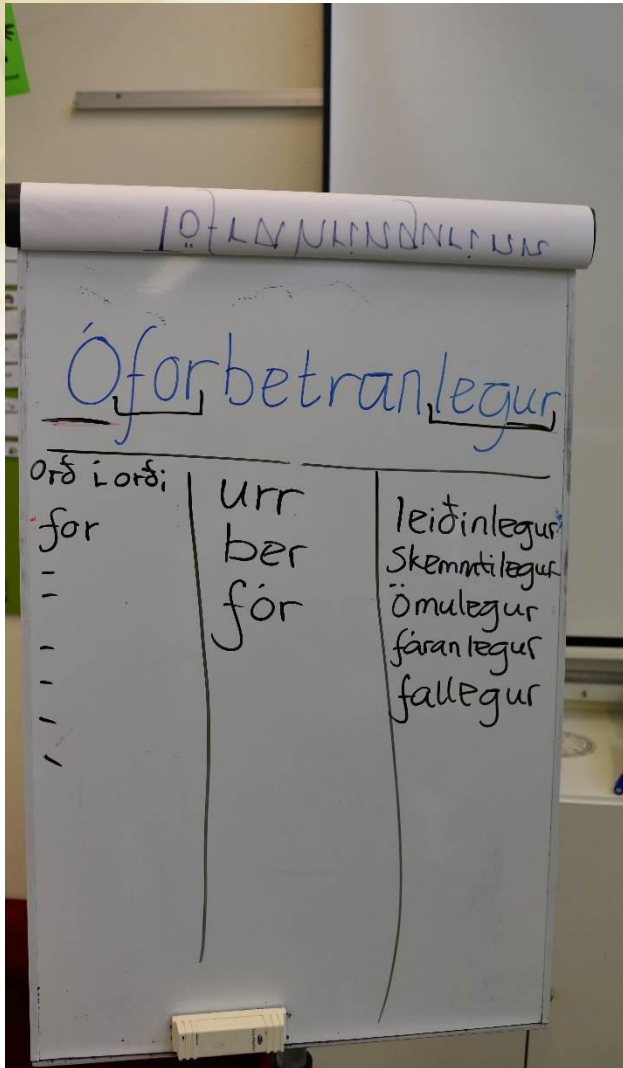 Óforbetranlegur
orð í orði
for
urr
ber
fór
leiðinlegur
skemmtilegur
ömulegur
fáranlegur
fallegur